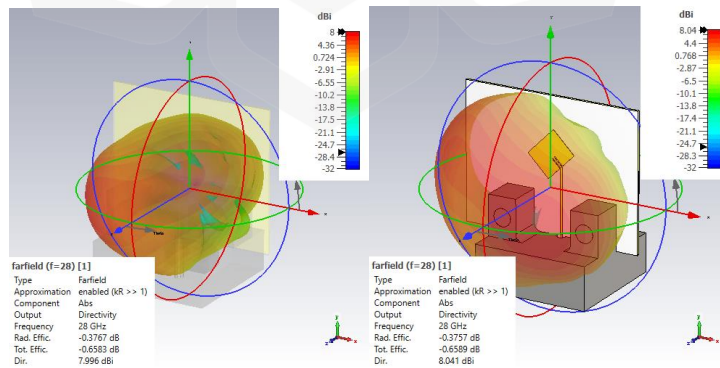 dBi
8
4.36
0.724
-2.91
-6.55
-10.2
-13.8
-17.5
-21.1
-24.7
-28.4
-32
farfield (f=28) [1]
Type Farfield
Approximation enabled (kR >> 1)
Component Abs
Output Directivity
Frequency 28 GHz
Rad. Effic. -0.3767 dB
Tot. Effic. -0.6583 dB
Dir. 7.996 dBi
x
y
x
dBi
8.04
4.4
0.768
-2.87
-6.51
-10.1
-13.8
-17.4
-21.1
-24.7
-28.4
-32
farfield (f=28) [1]
Type Farfield
Approximation enabled (kR >> 1)
Component Abs
Output Directivity
Frequency 28 GHz
Rad. Effic. -0.3757 dB
Tot. Effic. -0.6589 dB
Dir. 8.041 dBi
x
y
x